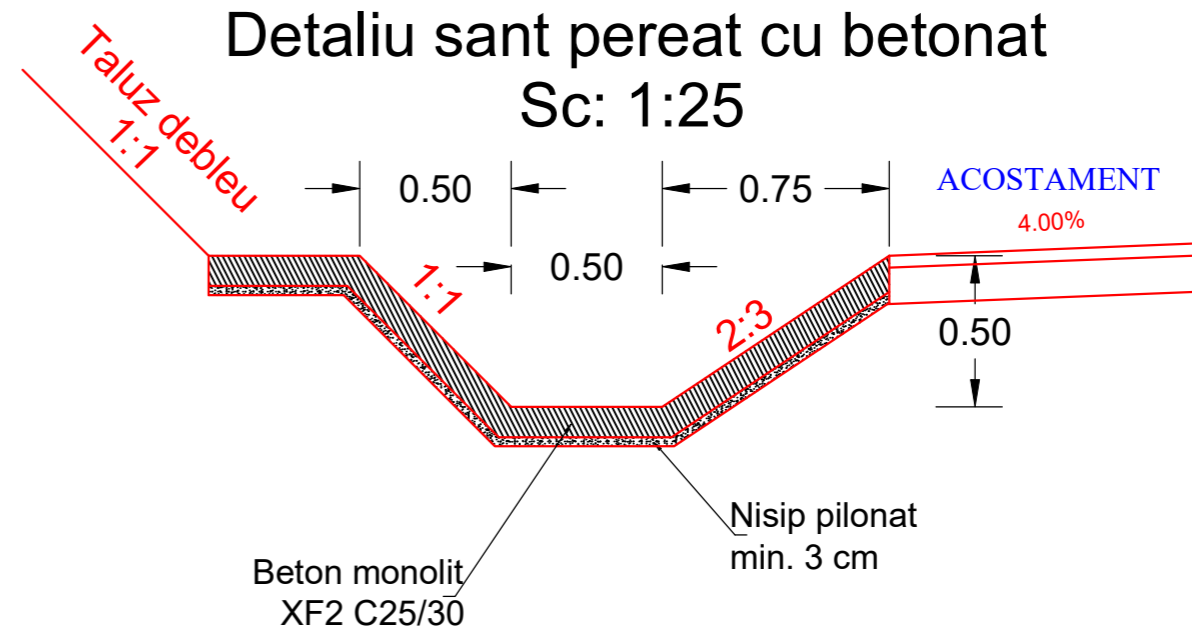 Detaliu sant pereat cu betonat
Sc: 1:25
Taluz debleu
1:1
0.50
0.75
ACOSTAMENT
4.00%
0.50
1:1
2:3
0.50
Nisip pilonat
min. 3 cm
Beton monolit
XF2 C25/30